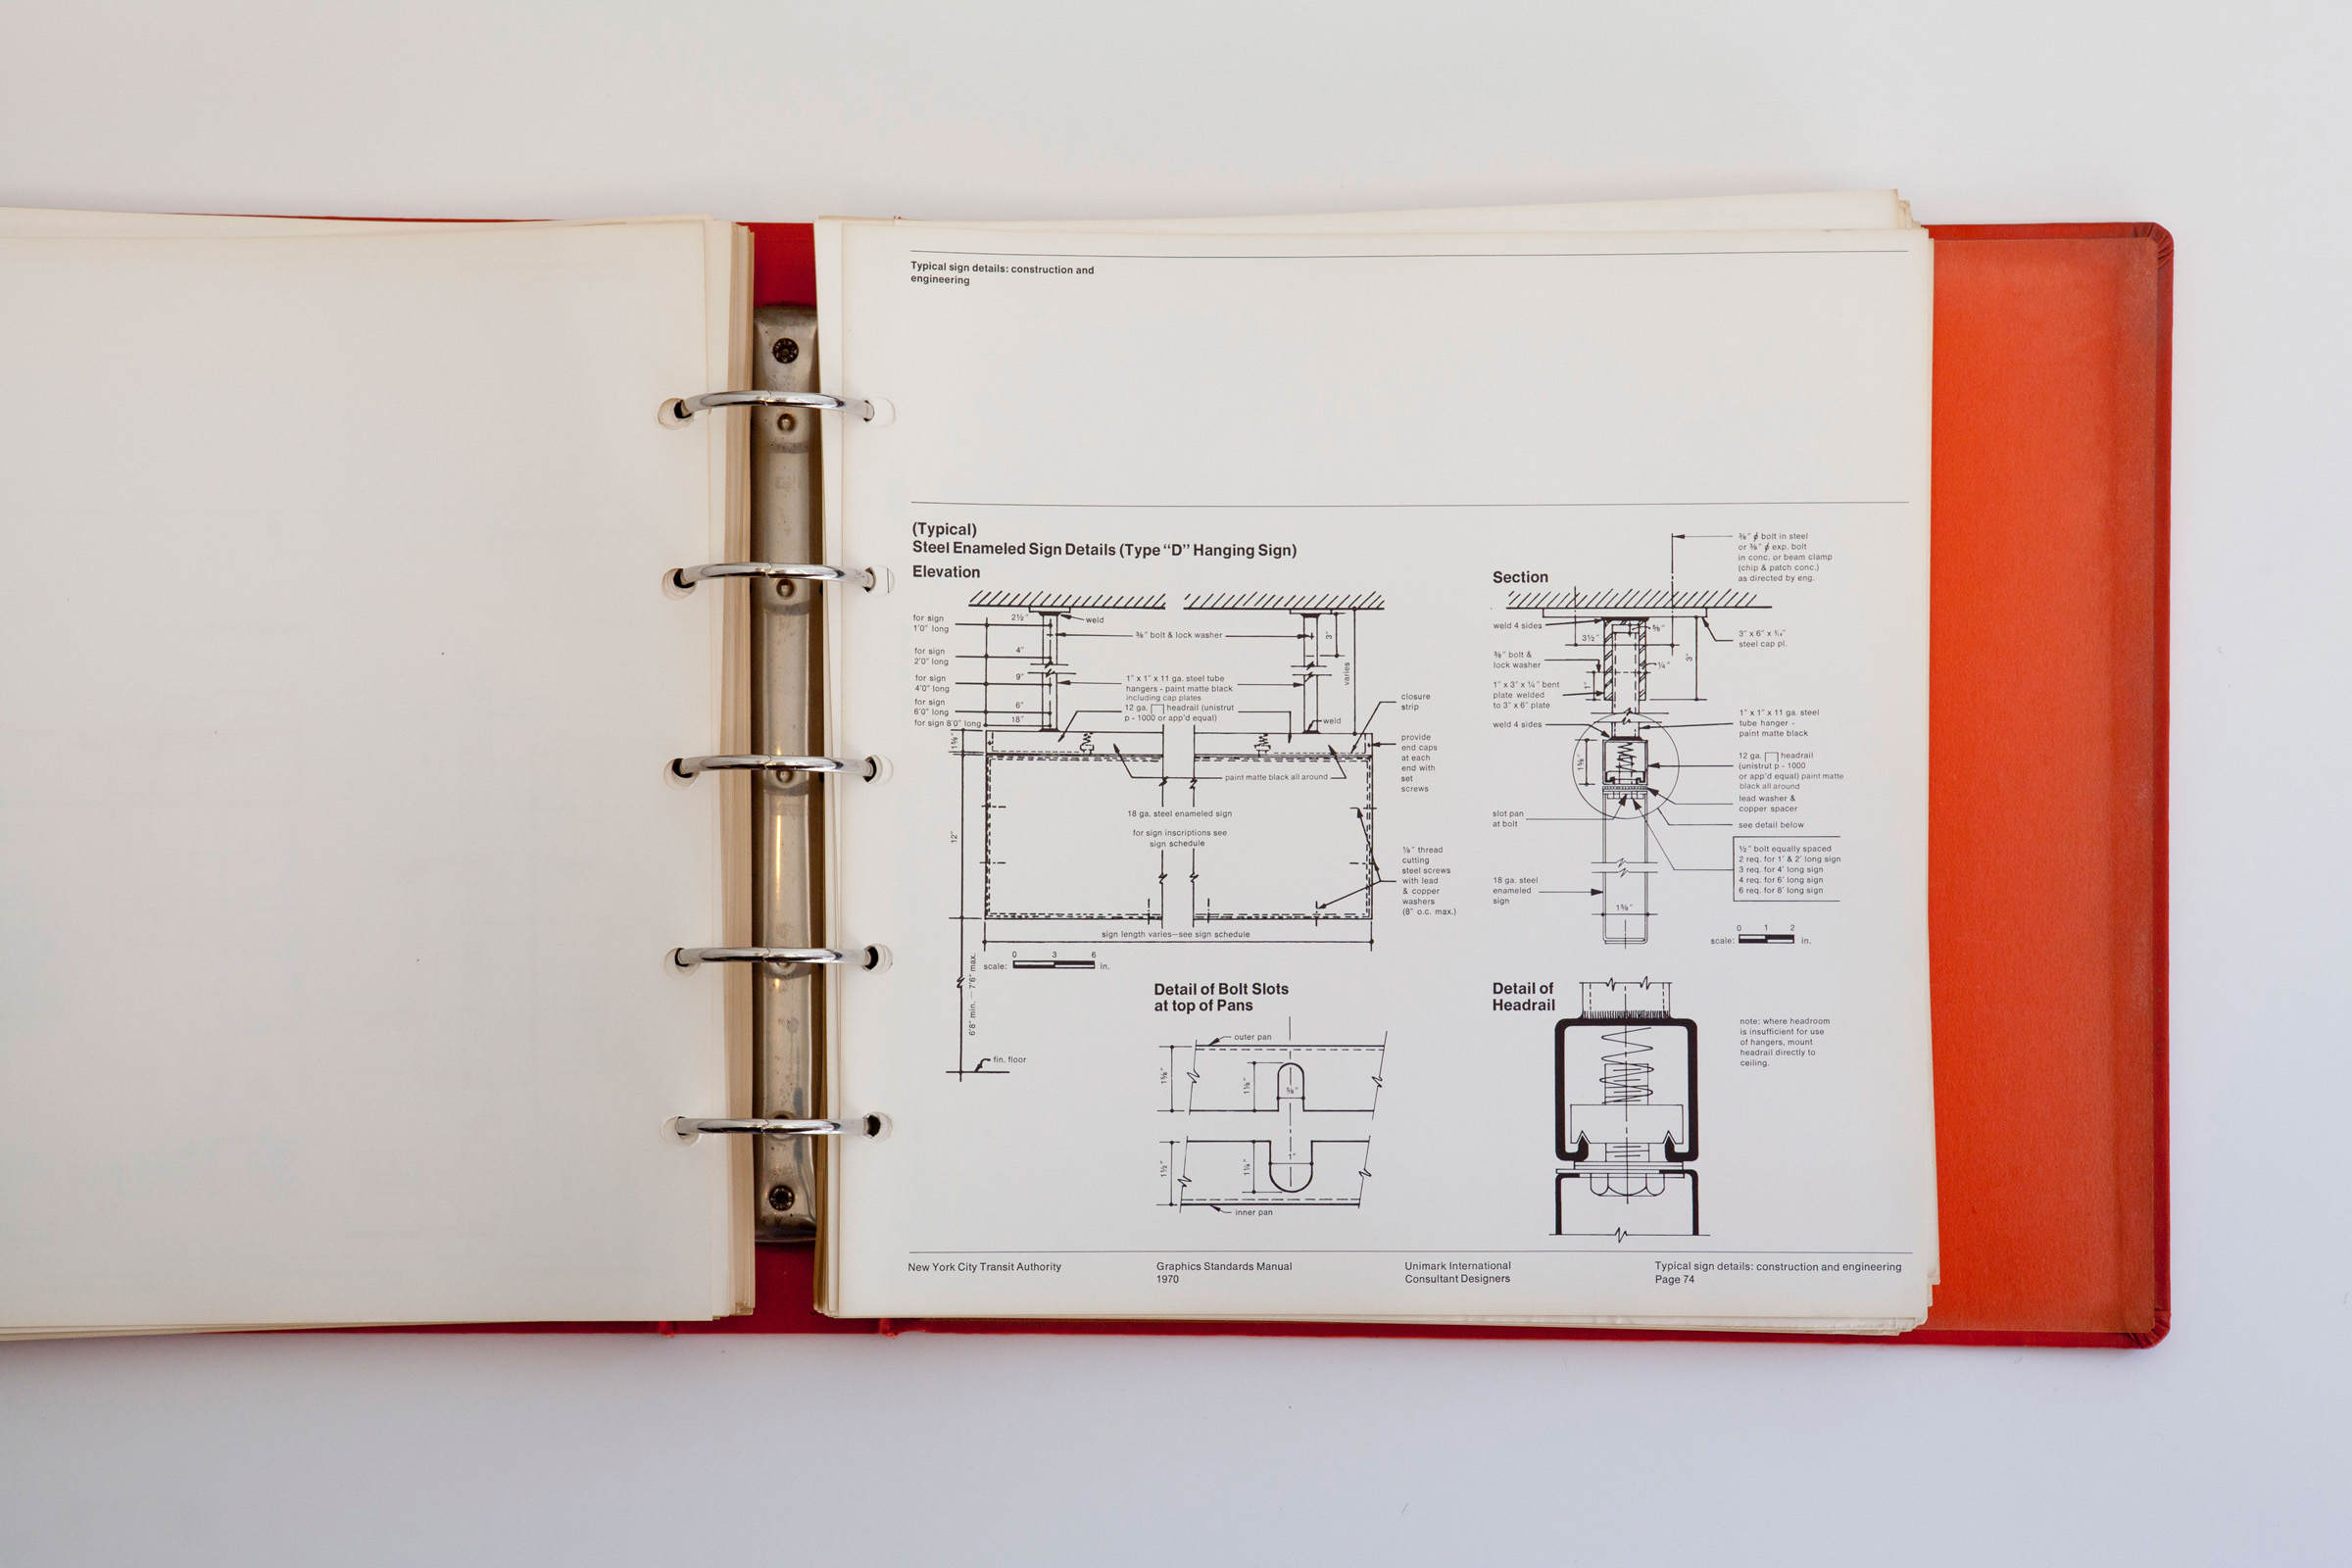 Typical sign details: construction and
engineering
(Typical)
Steel Enameled Sign Details (Type “D” Hanging Sign)
Elevation
for sign
1'0" long
2½"
weld
for sign
2'0" long
4"
⅜" bolt & lock washer
3"
varies
for sign
4'0" long
9"
1" x 1" x 11 ga. steel tube
hangers - paint matte black
including cap plates
for sign
6'0" long
6"
12 ga. headrail (unistrut
p - 1000 or app'd equal)
for sign 8'0" long
18"
weld
closure
strip
1⅝"
provide
end caps
at each
end with
set
screws
paint matte black all around
18 ga. steel enameled sign
for sign inscriptions see
sign schedule
12"
⅛" thread
cutting
steel screws
with lead
& copper
washers
(8" o.c. max.)
sign length varies—see sign schedule
scale: 0 3 6 in.
6'8" min. — 7'6" max.
fin. floor
Section
⅜" ϕ bolt in steel
or ⅜" ϕ exp. bolt
in conc. or beam clamp
(chip & patch conc.)
as directed by eng.
weld 4 sides
3½"
⅝"
3" x 6" x
steel cap pl.
⅜" bolt &
lock washer
¼"
3"
1" x 3" x ¼" bent
plate welded
to 3" x 6" plate
1"
weld 4 sides
1" x 1" x 11 ga. steel
tube hanger -
paint matte black
1⅝"
12 ga. headrail
(unistrut p - 1000
or app'd equal) paint matte
black all around
lead washer &
copper spacer
slot pan
at bolt
see detail below
½" bolt equally spaced
2 req. for 1' & 2' long sign
3 req. for 4' long sign
4 req. for 6' long sign
6 req. for 8' long sign
18 ga. steel
enameled
sign
1⅝"
scale: 0 1 2 in.
Detail of Bolt Slots
at top of Pans
outer pan
1⅝"
1⅛"
⅝"
1½"
1¼"
1"
inner pan
Detail of
Headrail
note: where headroom
is insufficient for use
of hangers, mount
headrail directly to
ceiling.
New York City Transit Authority
Graphics Standards Manual
1970
Unimark International
Consultant Designers
Typical sign details: construction and engineering
Page 74